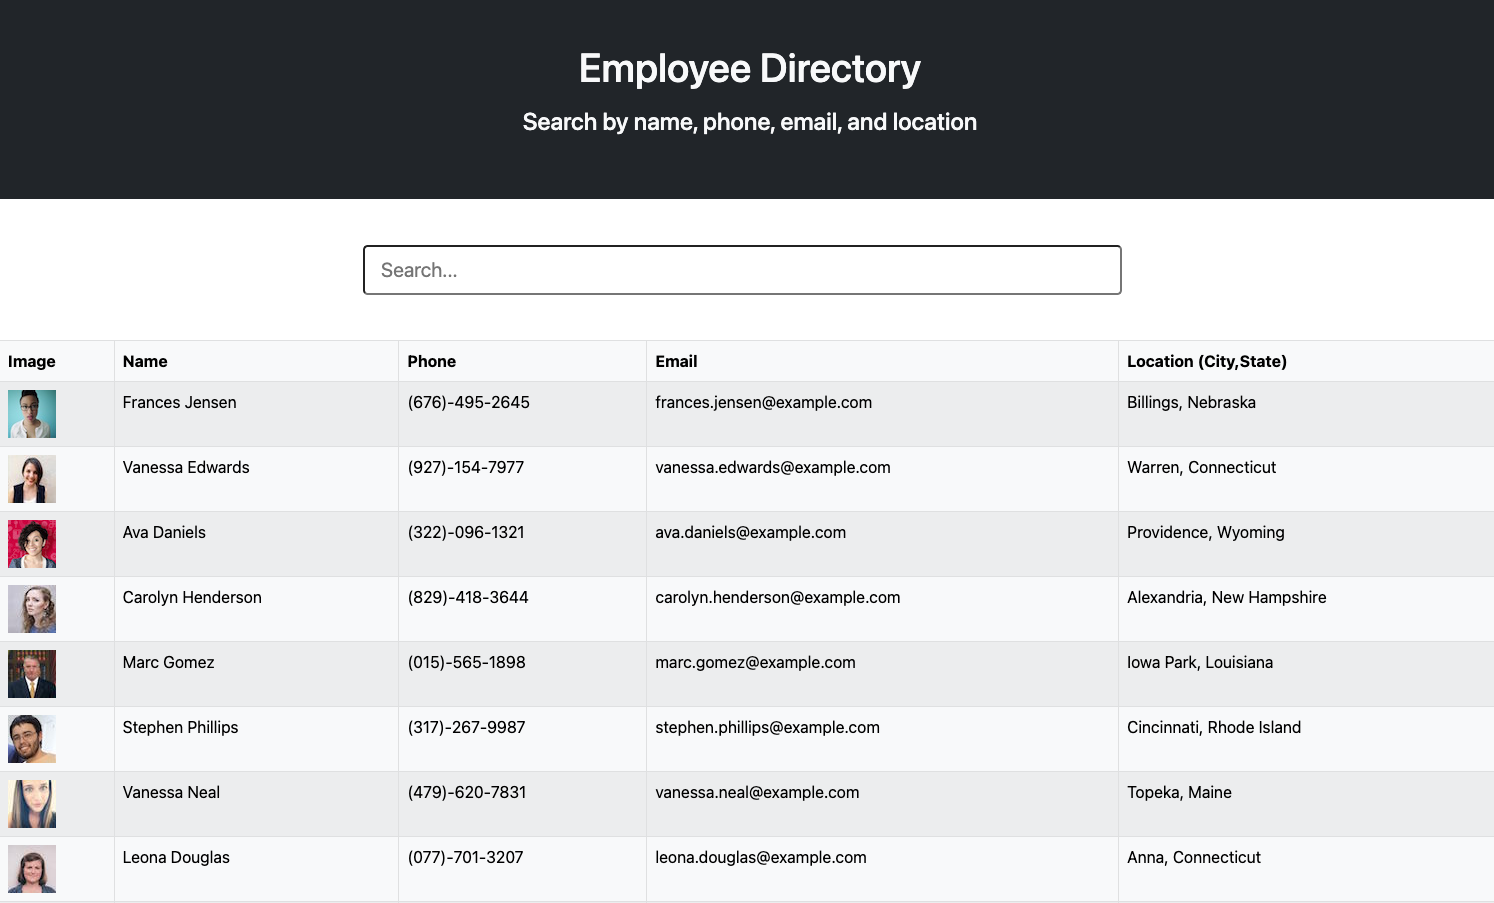 Employee Directory
Search by name, phone, email, and location
Search...
Image Name Phone Email Location (City,State)
Frances Jensen (676)-495-2645 frances.jensen@example.com Billings, Nebraska
Vanessa Edwards (927)-154-7977 vanessa.edwards@example.com Warren, Connecticut
Ava Daniels (322)-096-1321 ava.daniels@example.com Providence, Wyoming
Carolyn Henderson (829)-418-3644 carolyn.henderson@example.com Alexandria, New Hampshire
Marc Gomez (015)-565-1898 marc.gomez@example.com Iowa Park, Louisiana
Stephen Phillips (317)-267-9987 stephen.phillips@example.com Cincinnati, Rhode Island
Vanessa Neal (479)-620-7831 vanessa.neal@example.com Topeka, Maine
Leona Douglas (077)-701-3207 leona.douglas@example.com Anna, Connecticut